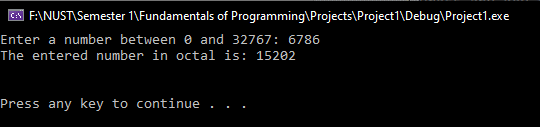 F:\NUST\Semester 1\Fundamentals of Programming\Projects\Project1\Debug\Project1.exe
Enter a number between 0 and 32767: 6786
The entered number in octal is: 15202
Press any key to continue . . .